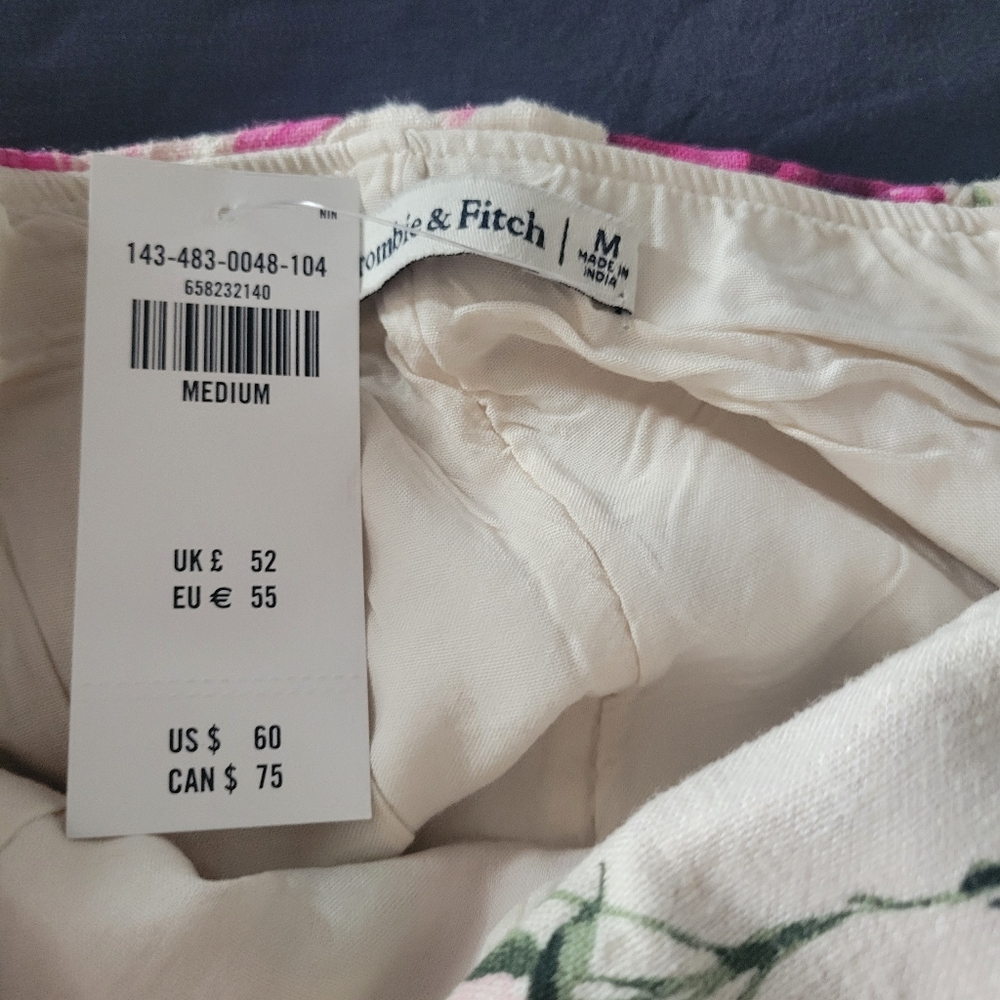 NIN
143-483-0048-104
658232140
MEDIUM
UK £ 52
EU € 55
US $ 60
CAN $ 75
rombie & Fitch | M
MADE IN
INDIA